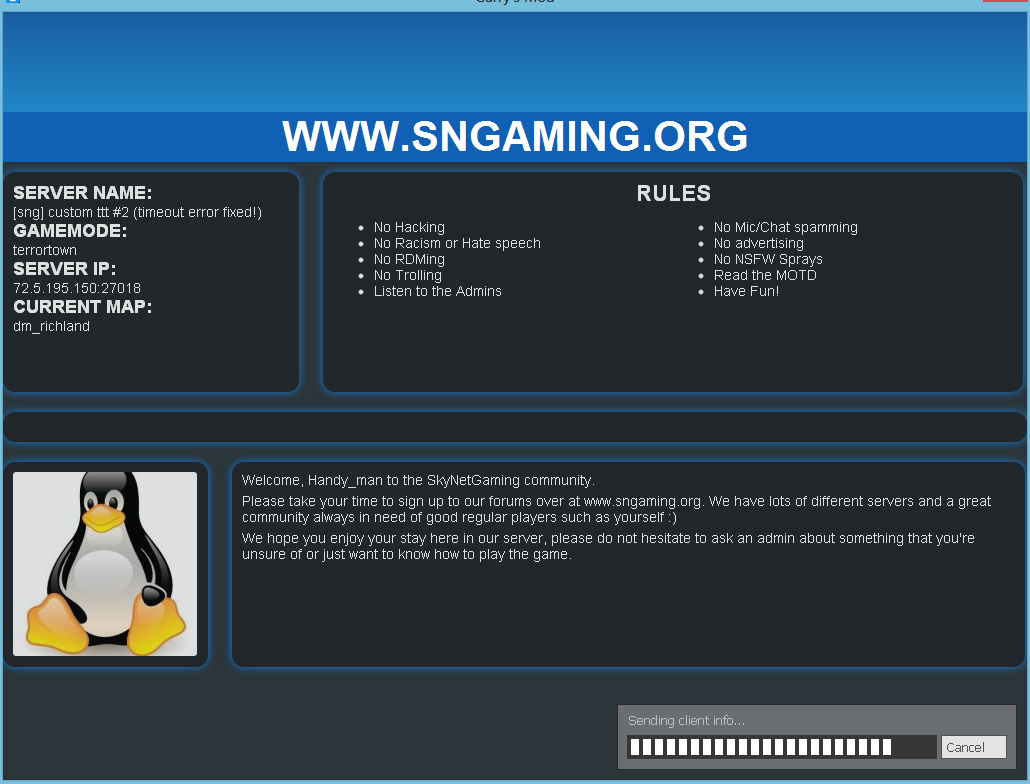 Garry's Mod
WWW.SNGAMING.ORG
SERVER NAME:
[sng] custom ttt #2 (timeout error fixed!)
GAMEMODE:
terrortown
SERVER IP:
72.5.195.150:27018
CURRENT MAP:
dm_richland
RULES
No Hacking
No Racism or Hate speech
No RDMing
No Trolling
Listen to the Admins
No Mic/Chat spamming
No advertising
No NSFW Sprays
Read the MOTD
Have Fun!
Welcome, Handy_man to the SkyNetGaming community.
Please take your time to sign up to our forums over at www.sngaming.org. We have lots of different servers and a great
community always in need of good regular players such as yourself :)
We hope you enjoy your stay here in our server, please do not hesitate to ask an admin about something that you're
unsure of or just want to know how to play the game.
Sending client info...
Cancel